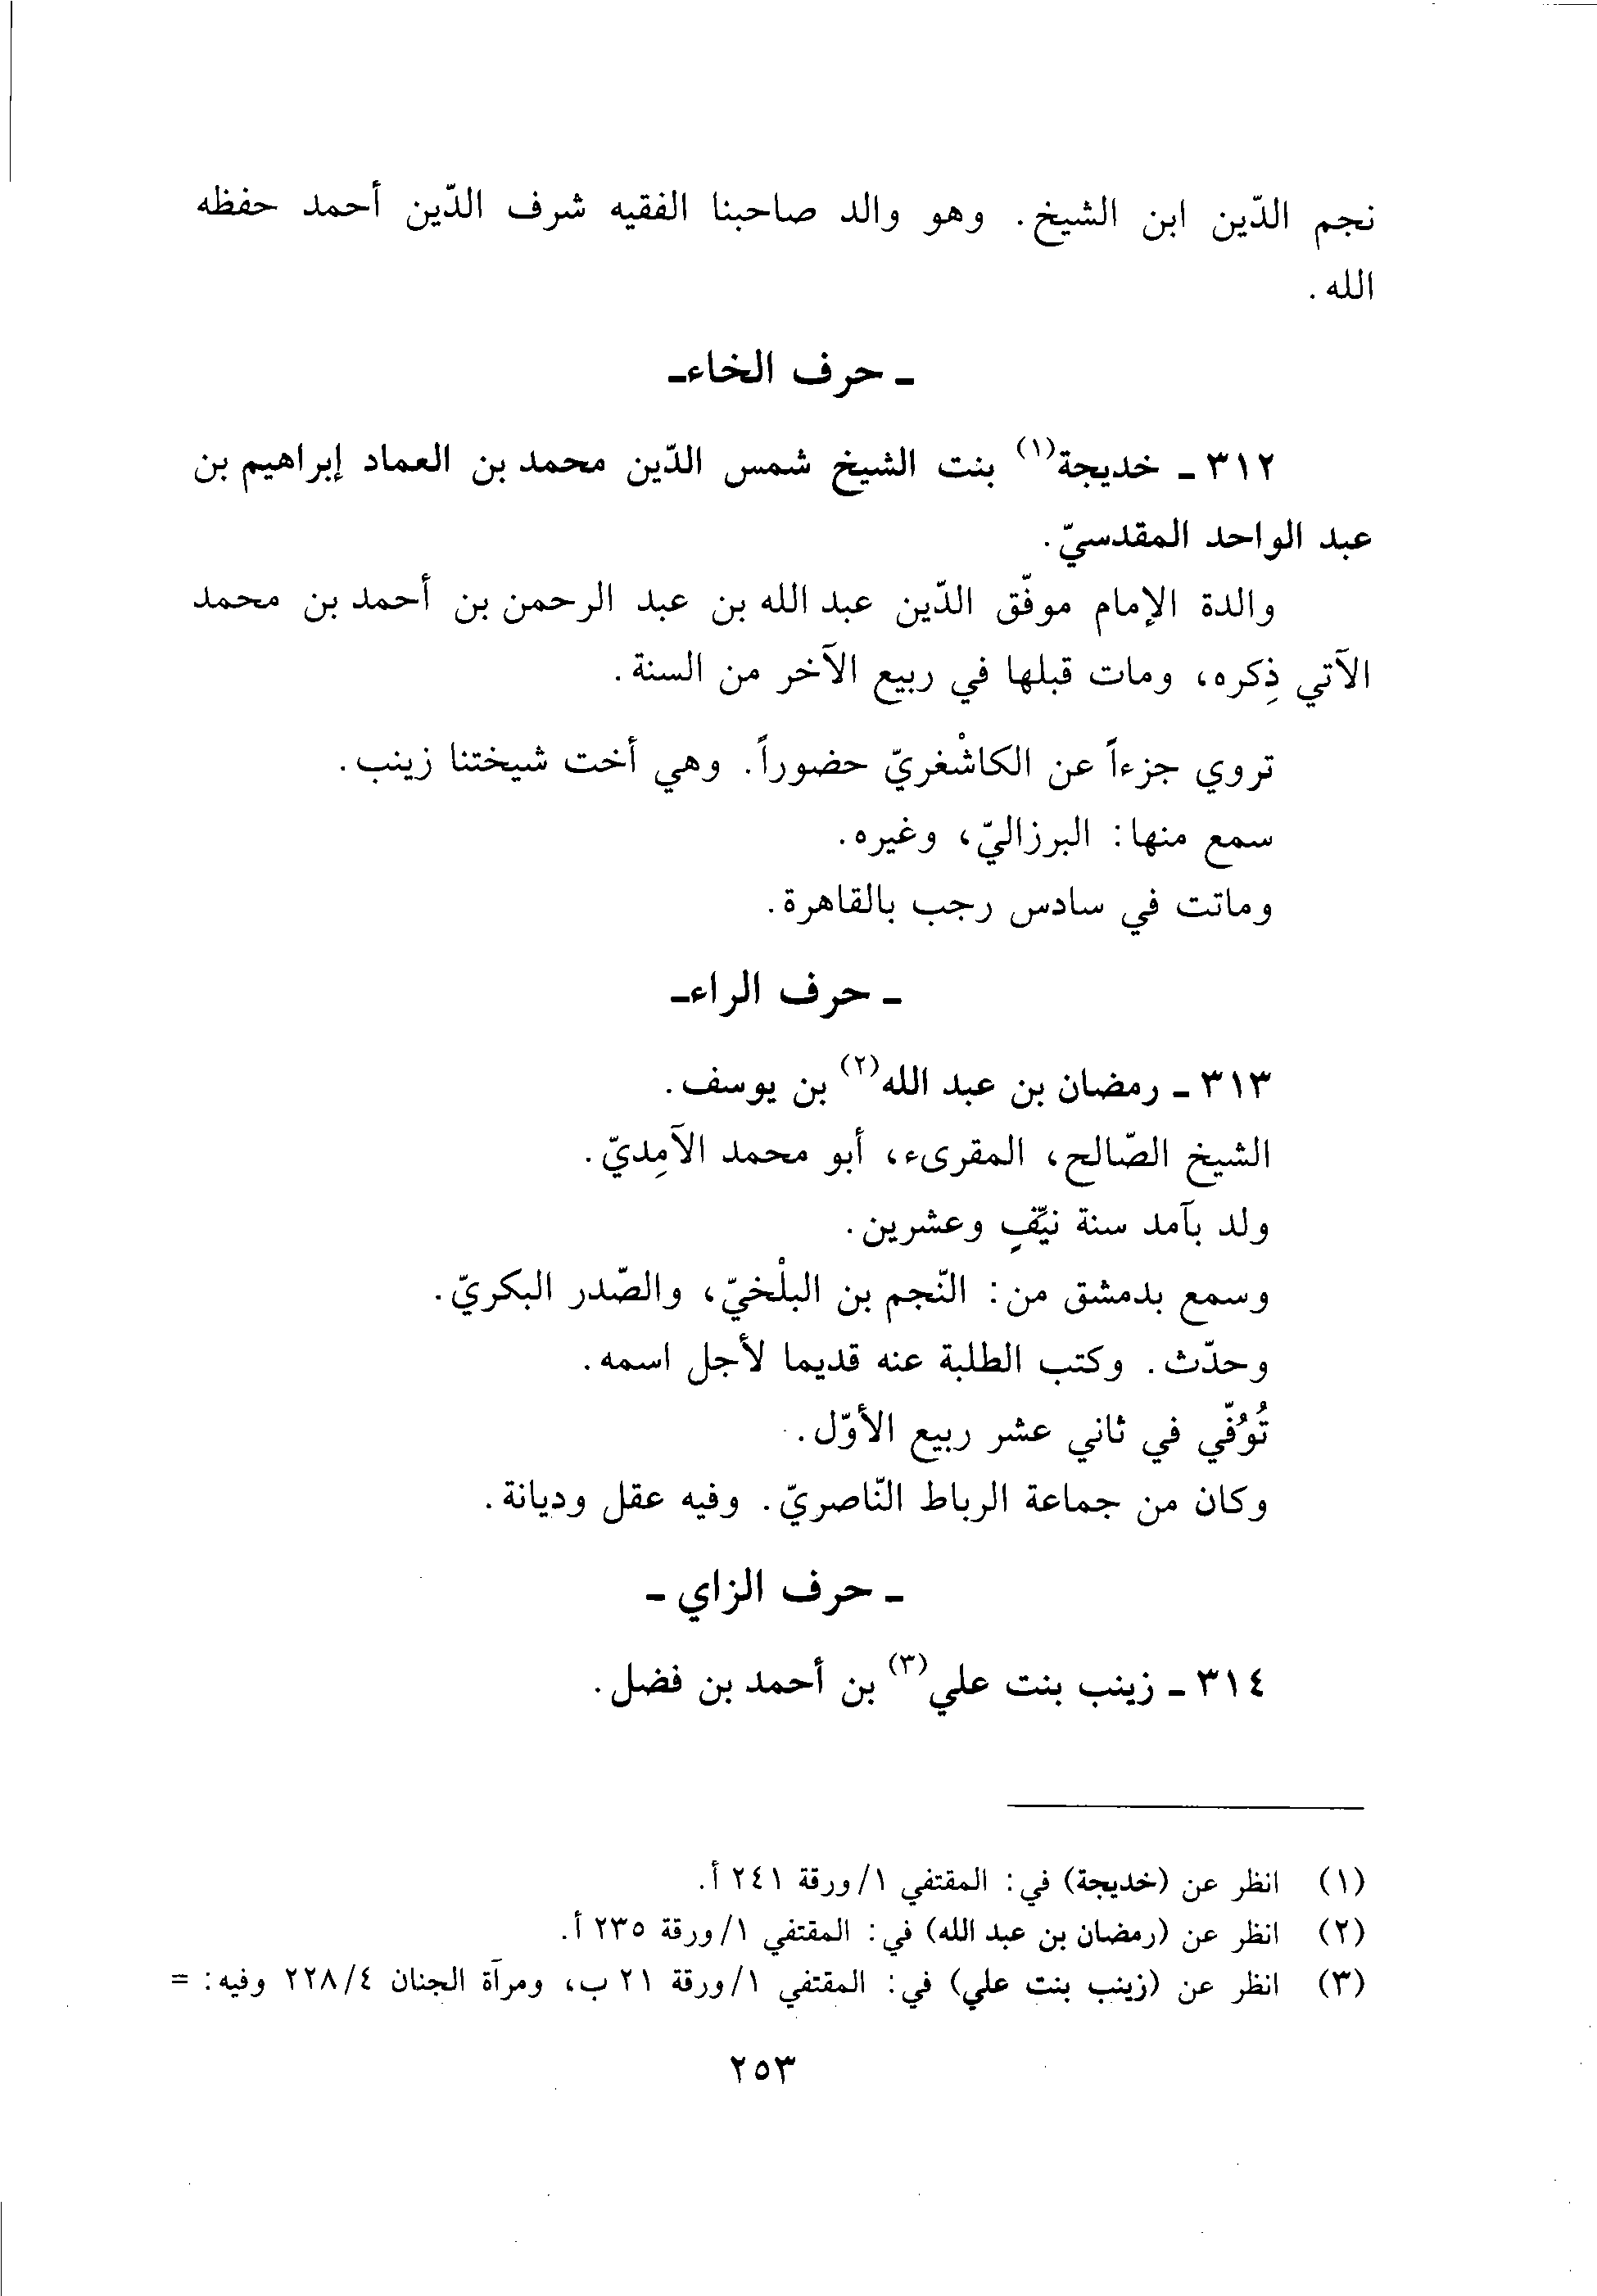 نجم الدّين ابن الشيخ. وهو والد صاحبنا الفقيه شرف الدّين أحمد حفظه
الله.
ـ حرف الخاء ـ
٣١٢ ـ خديجة(١) بنت الشيخ شمس الدّين محمد بن العماد إبراهيم بن
عبد الواحد المقدسيّ.
والدة الإمام موفّق الدّين عبد الله بن عبد الرحمن بن أحمد بن محمد
الآتي ذِكره، ومات قبلها في ربيع الآخر من السنة.
تروي جزءاً عن الكاشْغريّ حضوراً. وهي أخت شيختنا زينب.
سمع منها: البرزاليّ، وغيره.
وماتت في سادس رجب بالقاهرة.
ـ حرف الراء ـ
٣١٣ ـ رمضان بن عبد الله(٢) بن يوسف.
الشيخ الصّالح، المقرىء، أبو محمد الآمِديّ.
ولد بآمد سنة نيّفٍ وعشرين.
وسمع بدمشق من: النّجم بن البلْخيّ، والصّدر البكريّ.
وحدّث. وكتب الطلبة عنه قديما لأجل اسمه.
تُوُفّي في ثاني عشر ربيع الأوّل.
وكان من جماعة الرباط النّاصريّ. وفيه عقل وديانة.
ـ حرف الزاي ـ
٣١٤ ـ زينب بنت علي(٣) بن أحمد بن فضل.
(١) انظر عن (خديجة) في: المقتفي ١/ورقة ٢٤١ أ.
(٢) انظر عن (رمضان بن عبد الله) في: المقتفي ١/ورقة ٢٣٥ أ.
(٣) انظر عن (زينب بنت علي) في: المقتفي ١/ورقة ٢١ ب، ومرآة الجنان ٢٢٨/٤ وفيه: =
٢٥٣